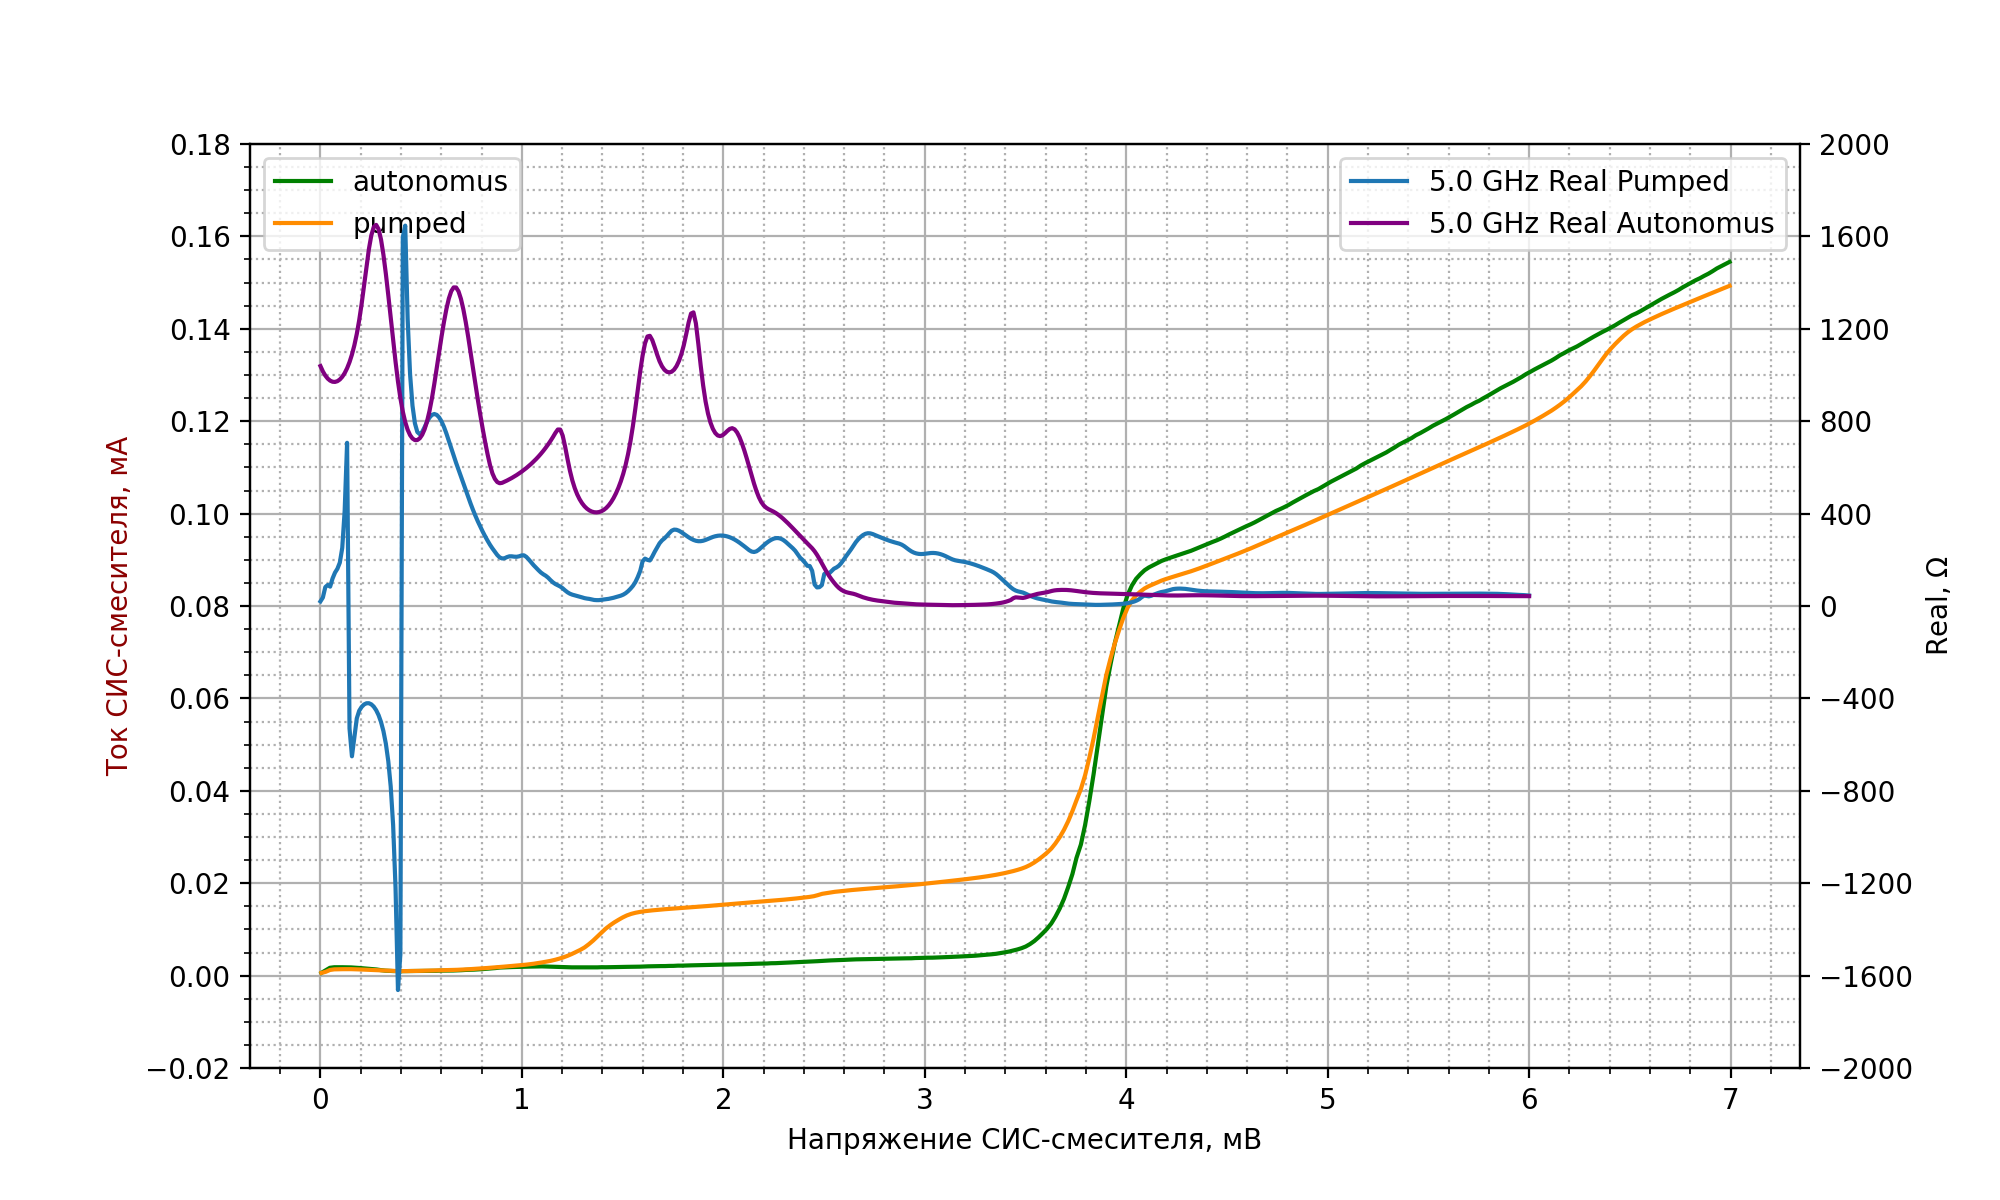 autonomus
pumped
5.0 GHz Real Pumped
5.0 GHz Real Autonomus
0.18
0.16
0.14
0.12
0.10
0.08
0.06
0.04
0.02
0.00
−0.02
Ток СИС-смесителя, мА
2000
1600
1200
800
400
0
−400
−800
−1200
−1600
−2000
Real, Ω
0 1 2 3 4 5 6 7
Напряжение СИС-смесителя, мВ